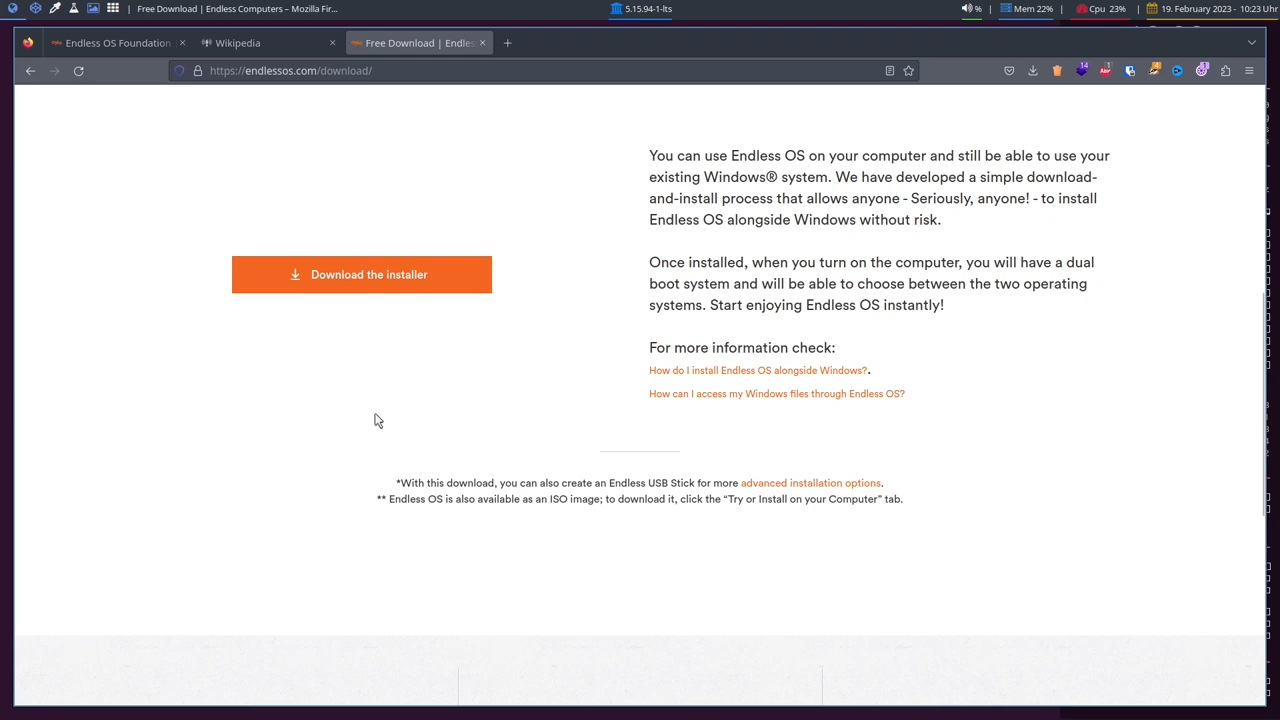 Free Download | Endless Computers – Mozilla Fir...
5.15.94-1-lts
%
Mem 22%
Cpu 23%
19. February 2023 - 10:23 Uhr
Endless OS Foundation
Wikipedia
Free Download | Endles
https://endlessos.com/download/
14
1
4
1
You can use Endless OS on your computer and still be able to use your
existing Windows® system. We have developed a simple download-
and-install process that allows anyone - Seriously, anyone! - to install
Endless OS alongside Windows without risk.
Download the installer
Once installed, when you turn on the computer, you will have a dual
boot system and will be able to choose between the two operating
systems. Start enjoying Endless OS instantly!
For more information check:
How do I install Endless OS alongside Windows?.
How can I access my Windows files through Endless OS?
*With this download, you can also create an Endless USB Stick for more advanced installation options.
** Endless OS is also available as an ISO image; to download it, click the “Try or Install on your Computer” tab.